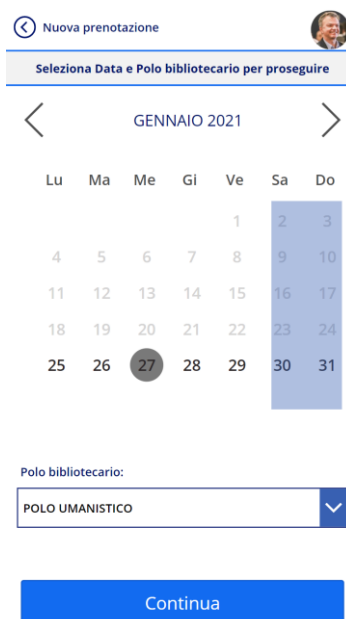 Nuova prenotazione
Seleziona Data e Polo bibliotecario per proseguire
GENNAIO 2021
Lu Ma Me Gi Ve Sa Do
1 2 3
4 5 6 7 8 9 10
11 12 13 14 15 16 17
18 19 20 21 22 23 24
25 26 27 28 29 30 31
Polo bibliotecario:
POLO UMANISTICO
Continua